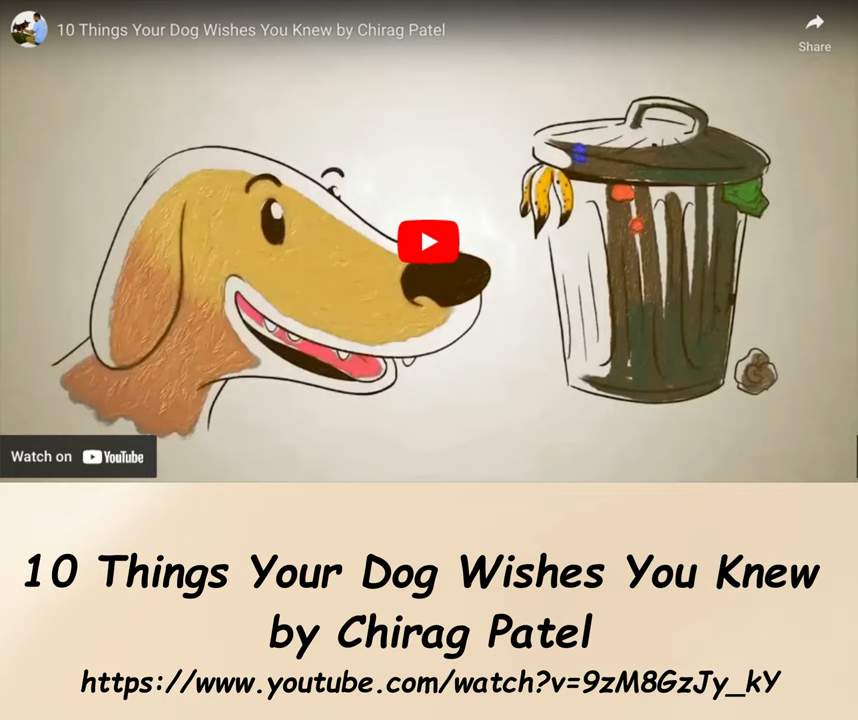 10 Things Your Dog Wishes You Knew by Chirag Patel
Share
Watch on YouTube
10 Things Your Dog Wishes You Knew
by Chirag Patel
https://www.youtube.com/watch?v=9zM8GzJy_kY